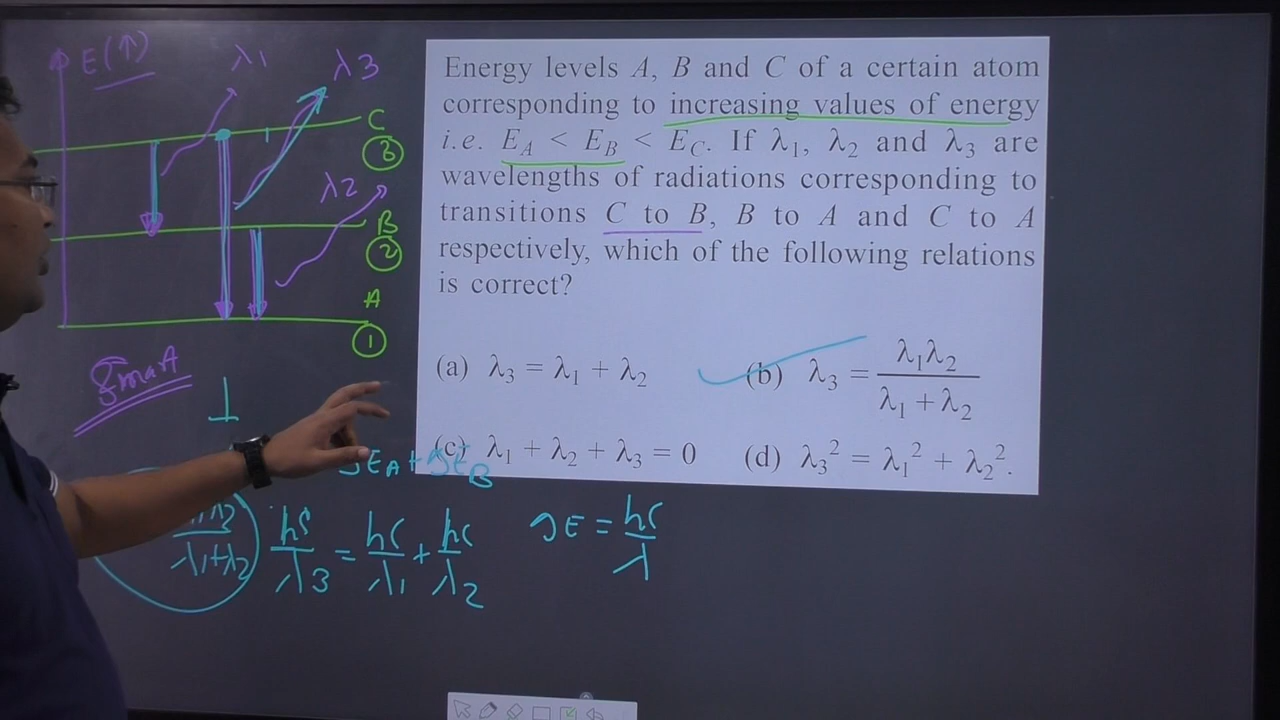 E(↑)
λ1
λ3
C
3
λ2
B
2
A
1
Energy levels A, B and C of a certain atom
corresponding to increasing values of energy
i.e. E_A < E_B < E_C. If λ₁, λ₂ and λ₃ are
wavelengths of radiations corresponding to
transitions C to B, B to A and C to A
respectively, which of the following relations
is correct?
(a) λ₃ = λ₁ + λ₂
(b) λ₃ = λ₁λ₂ / (λ₁ + λ₂)
(c) λ₁ + λ₂ + λ₃ = 0
(d) λ₃² = λ₁² + λ₂².
λ1+λ2
hc/λ3 = hc/λ1 + hc/λ2
E = hc/λ